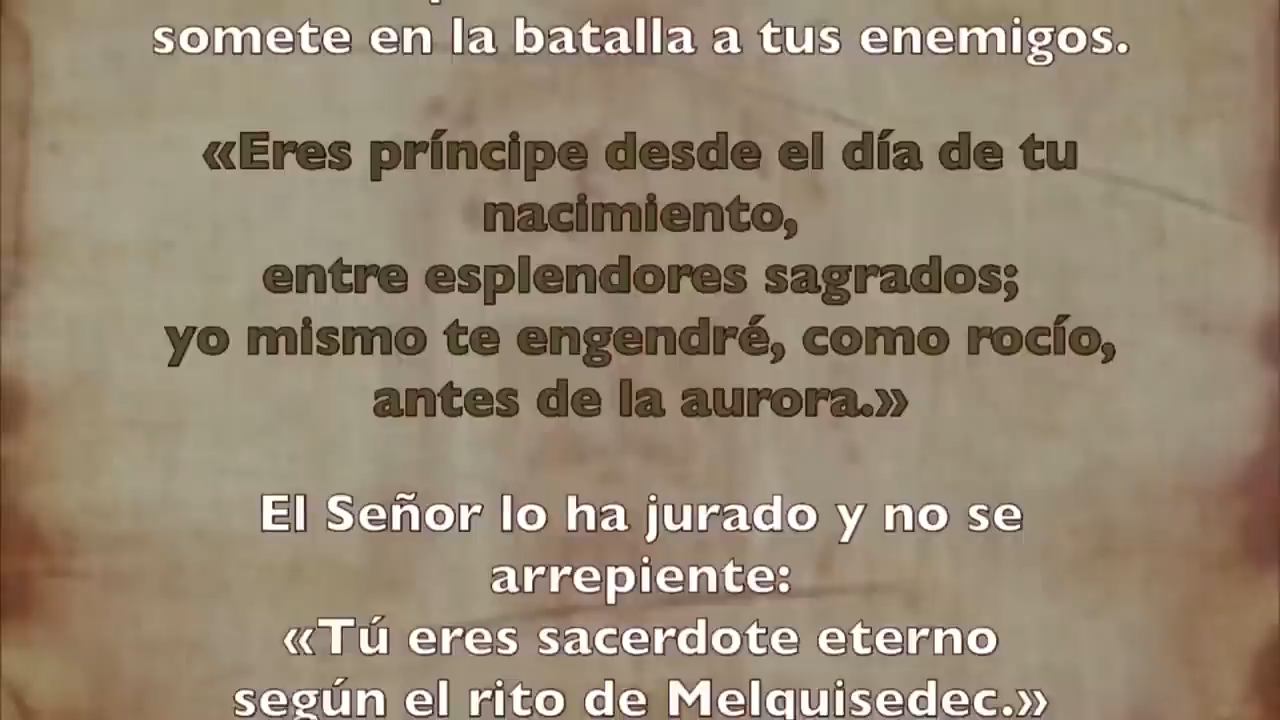 somete en la batalla a tus enemigos.
«Eres príncipe desde el día de tu
nacimiento,
entre esplendores sagrados;
yo mismo te engendré, como rocío,
antes de la aurora.»
El Señor lo ha jurado y no se
arrepiente:
«Tú eres sacerdote eterno
según el rito de Melquisedec.»